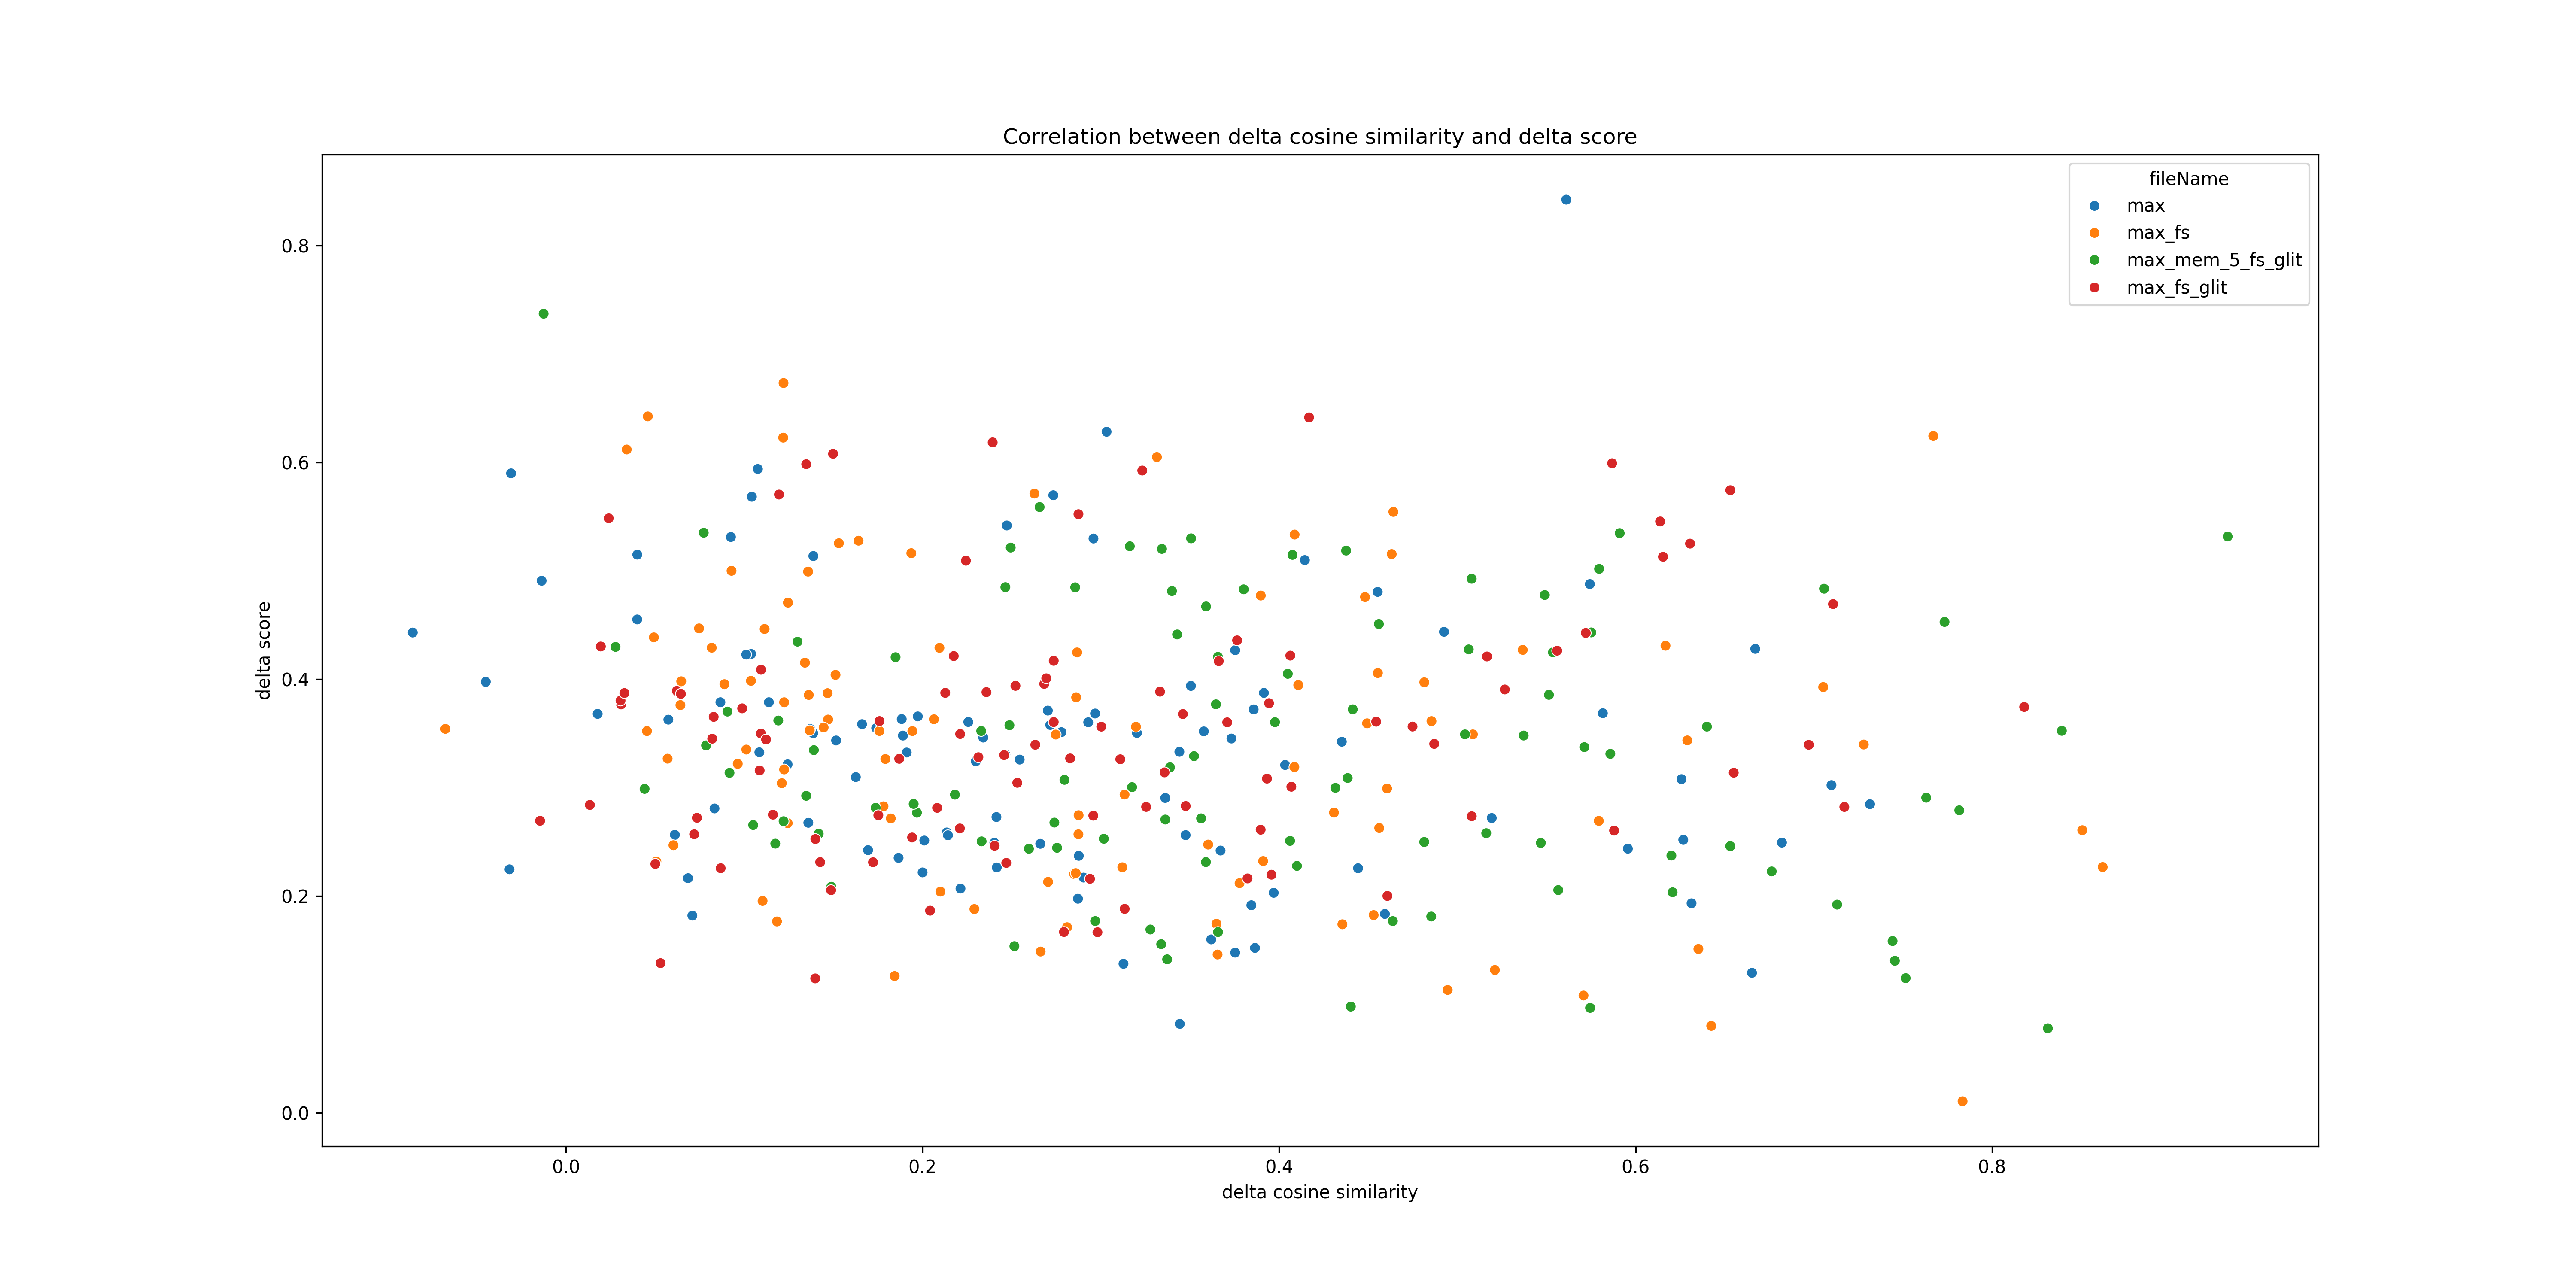 Correlation between delta cosine similarity and delta score
fileName
max
max_fs
max_mem_5_fs_glit
max_fs_glit
0.8
0.6
0.4
0.2
0.0
delta score
0.0 0.2 0.4 0.6 0.8
delta cosine similarity